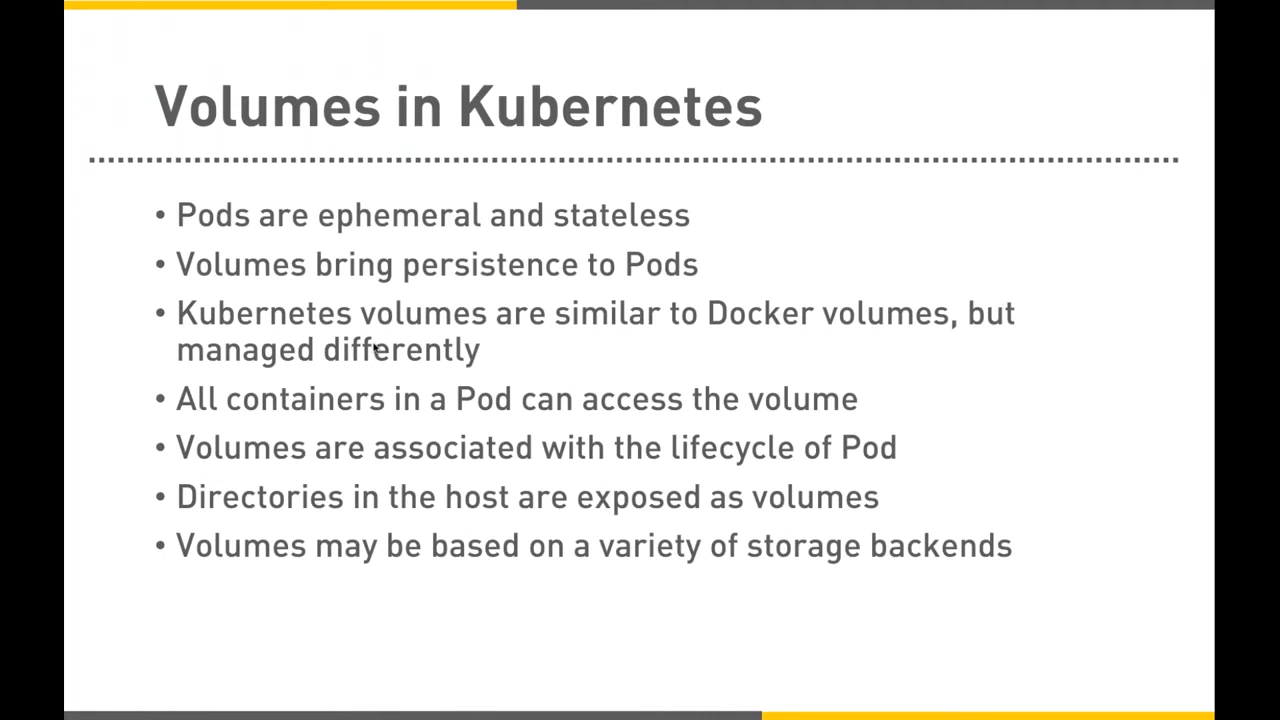 Volumes in Kubernetes
• Pods are ephemeral and stateless
• Volumes bring persistence to Pods
• Kubernetes volumes are similar to Docker volumes, but
managed differently
• All containers in a Pod can access the volume
• Volumes are associated with the lifecycle of Pod
• Directories in the host are exposed as volumes
• Volumes may be based on a variety of storage backends